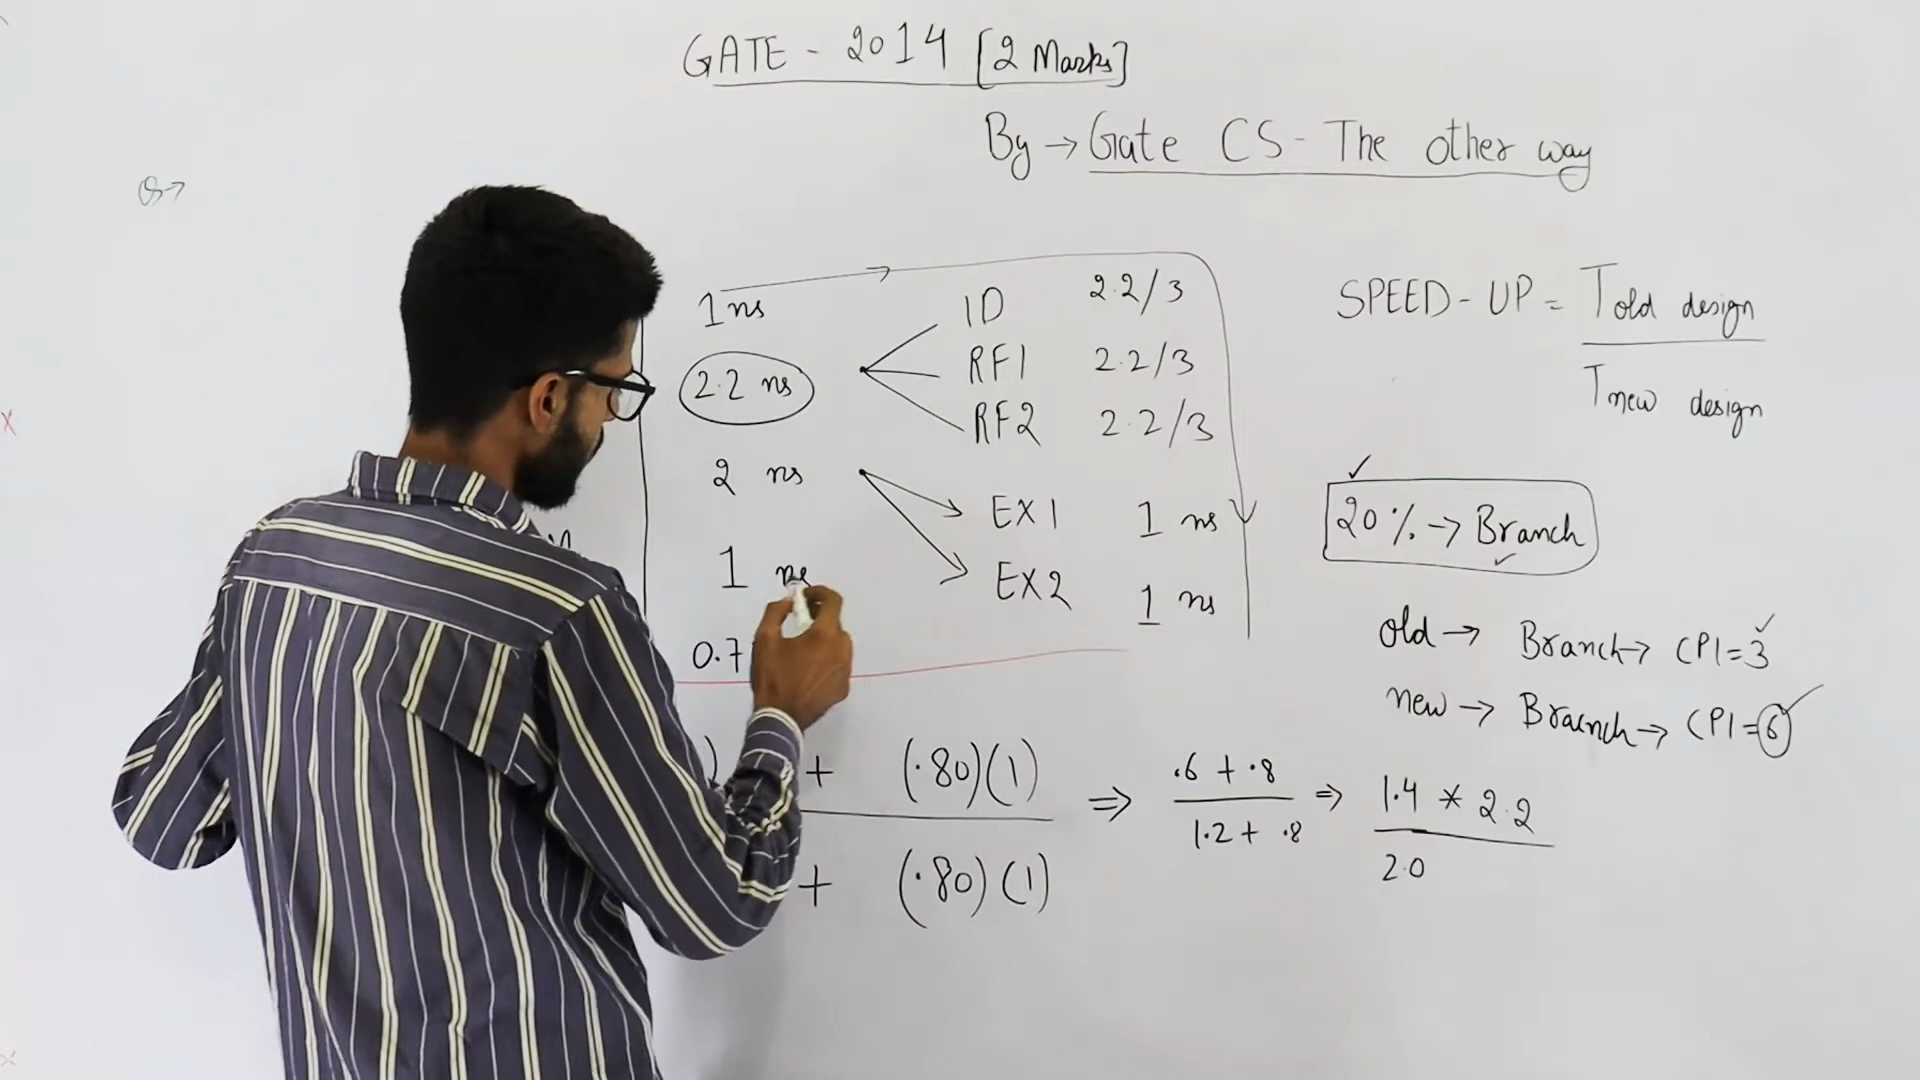 GATE - 2014 [2 Marks]
By → Gate CS - The other way
Q→
1 ns
2.2 ns
2 ns
1 ns
0.7
ID 2.2/3
RF1 2.2/3
RF2 2.2/3
EX1 1 ns
EX2 1 ns
SPEED-UP = T old design
T new design
20% → Branch
old → Branch → CPI = 3
new → Bracnch → CPI = 6
) + (.80)(1) ⇒ .6 + .8 ⇒ 1.4 * 2.2
+ (.80)(1) 1.2 + .8 2.0